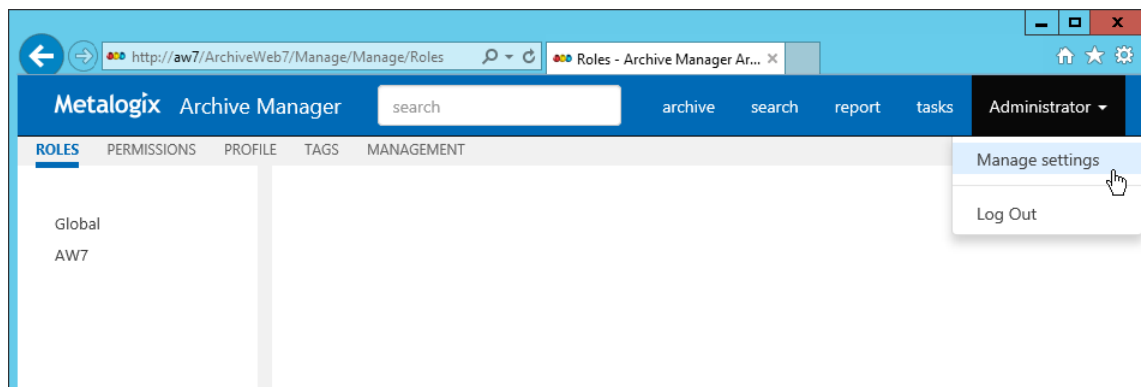 http://aw7/ArchiveWeb7/Manage/Manage/Roles
Roles - Archive Manager Ar...
Metalogix Archive Manager
search
archive search report tasks Administrator
ROLES PERMISSIONS PROFILE TAGS MANAGEMENT
Manage settings
Log Out
Global
AW7